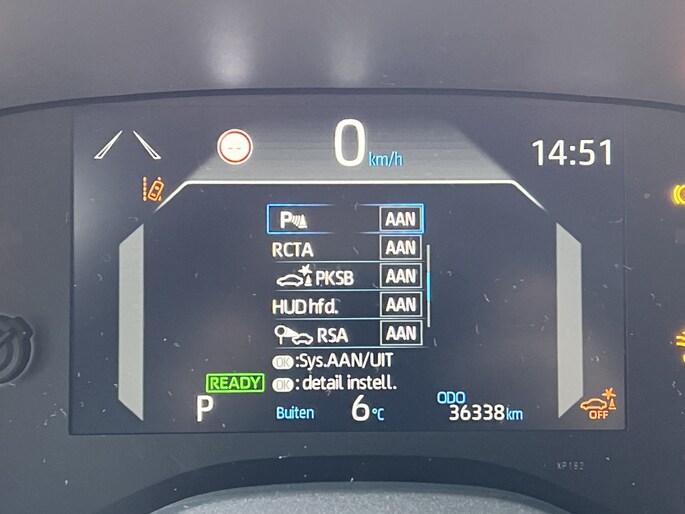 0 km/h
14:51
P AAN
RCTA AAN
PKSB AAN
HUD hfd. AAN
RSA AAN
OK :Sys.AAN/UIT
READY OK : detail instell.
P Buiten 6°C ODO 36338 km
OFF
XP182